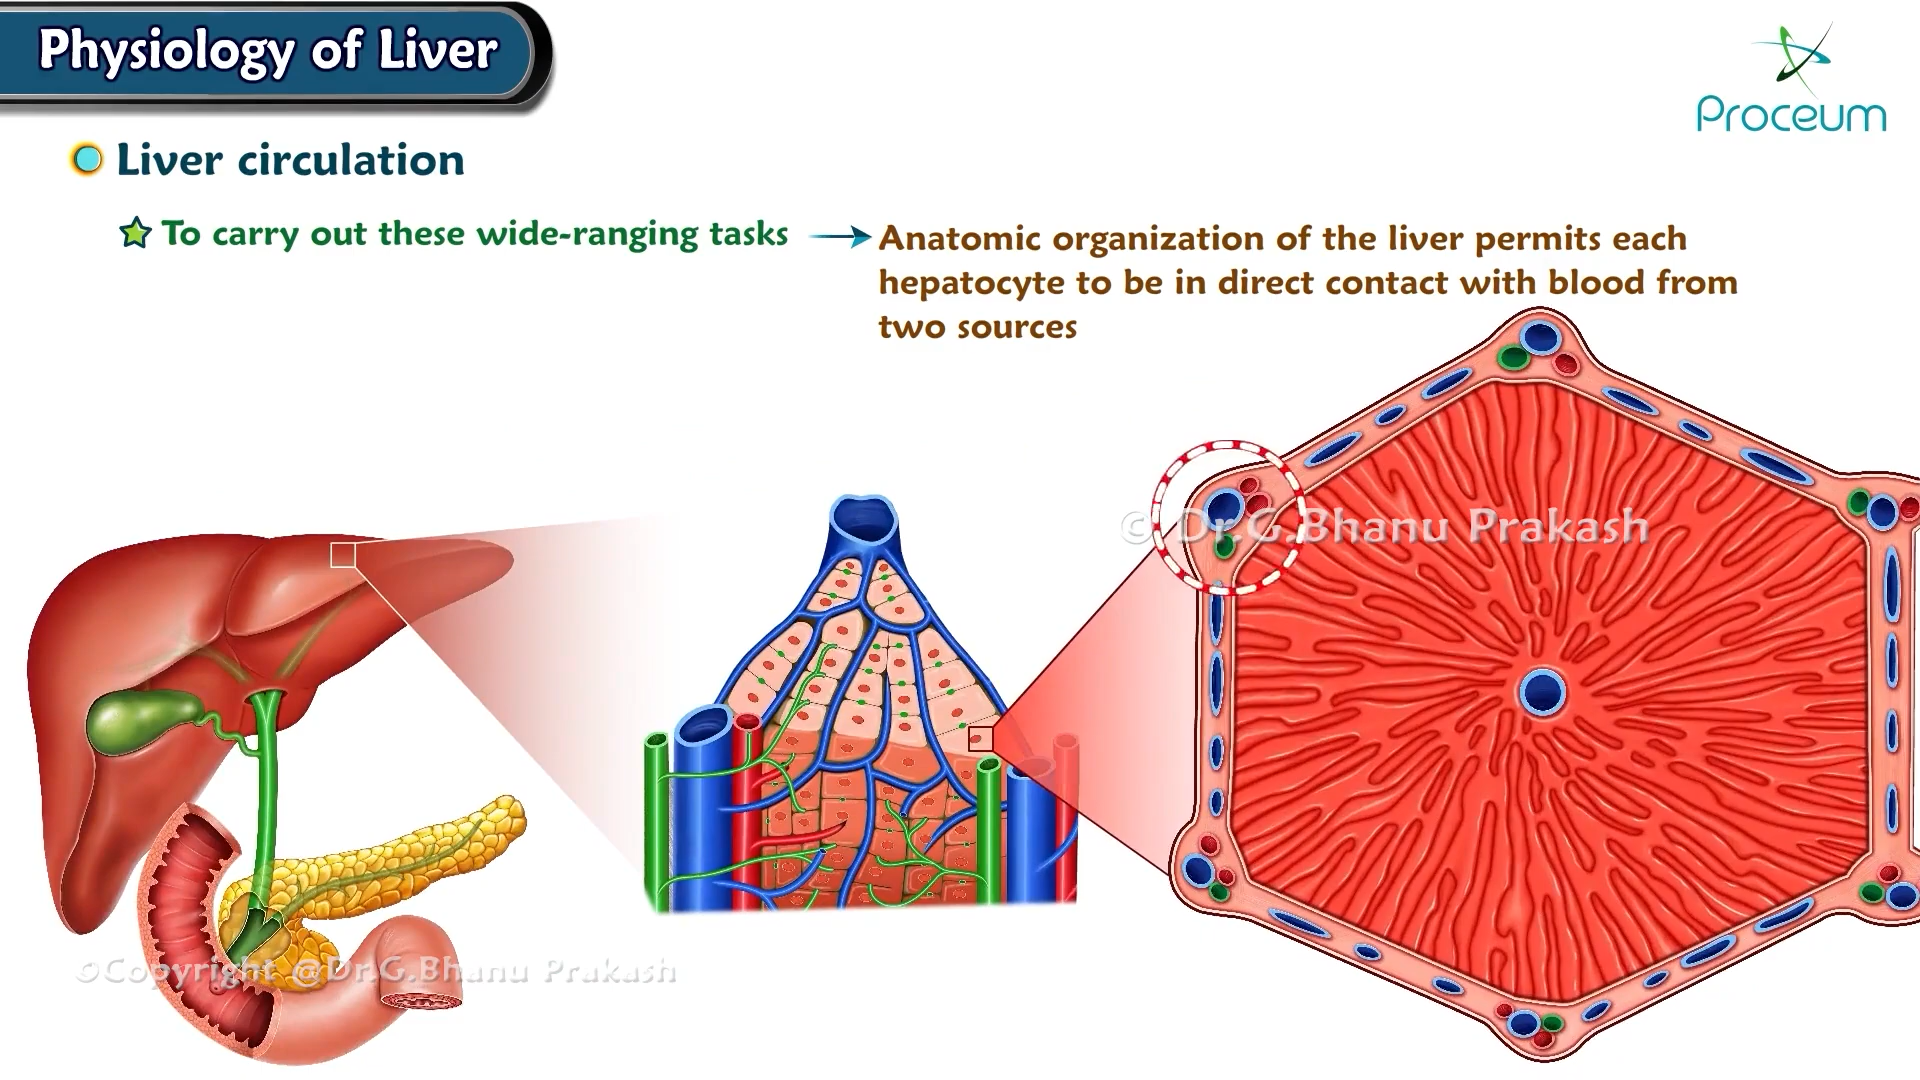 Physiology of Liver
Proceum
Liver circulation
To carry out these wide-ranging tasks
Anatomic organization of the liver permits each
hepatocyte to be in direct contact with blood from
two sources
© Dr.G.Bhanu Prakash
©Copyright @Dr.G.Bhanu Prakash